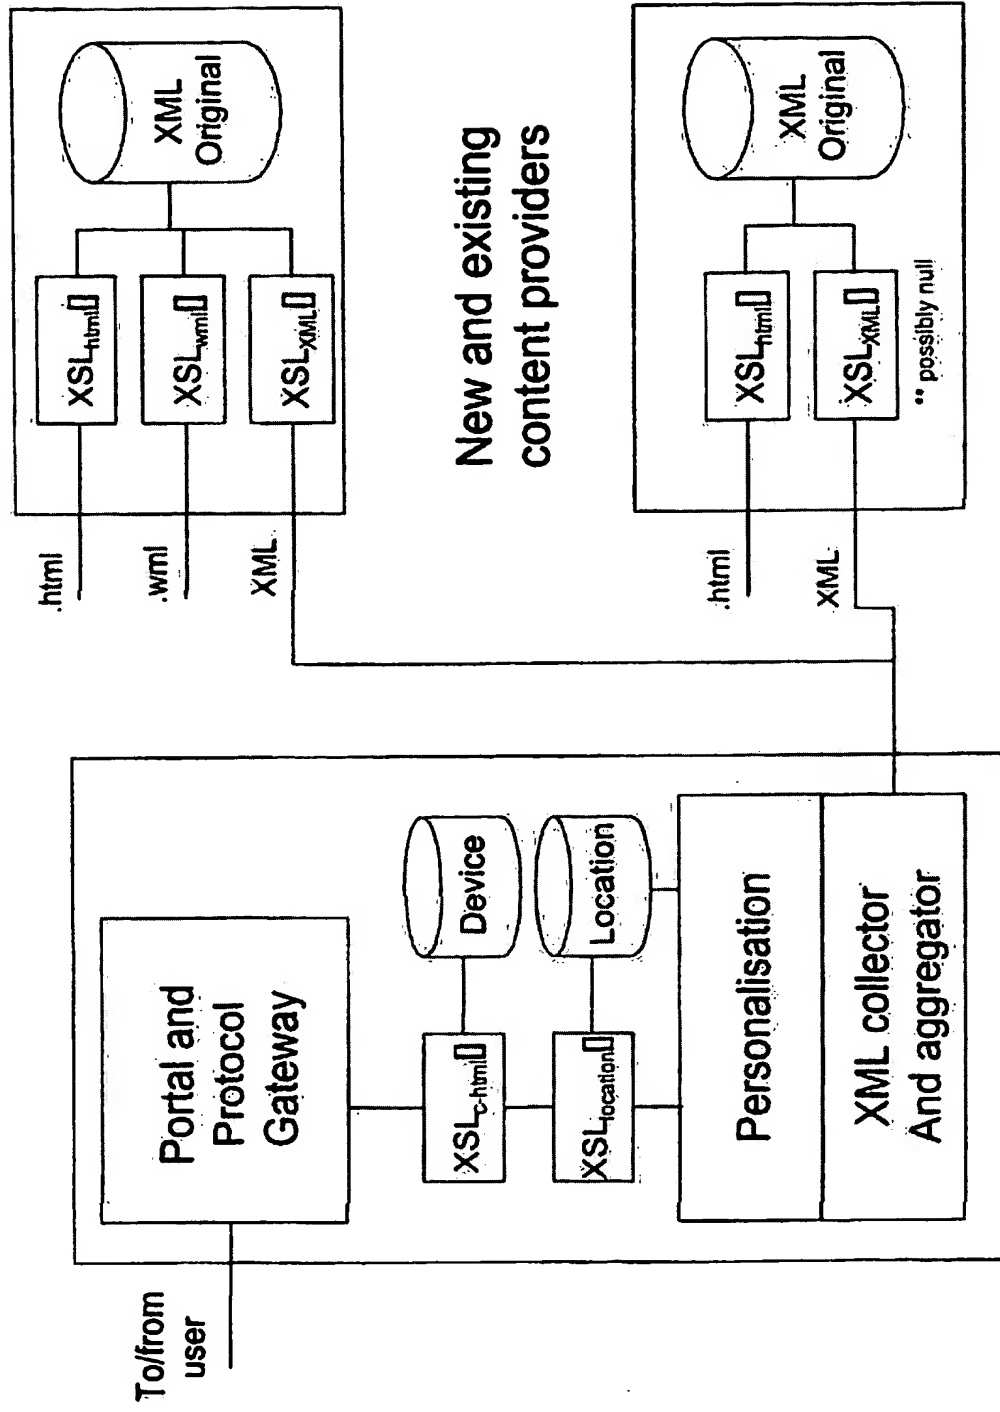 To/from
user
Portal and
Protocol
Gateway
XSLc-html[]
Device
XSLlocation[]
Location
Personalisation
XML collector
And aggregator
.html
.wml
XML
XSLhtml[]
XSLwml[]
XSLXML[]
XML
Original
New and existing
content providers
.html
XML
XSLhtml[]
XSLXML[]
** possibly null
XML
Original